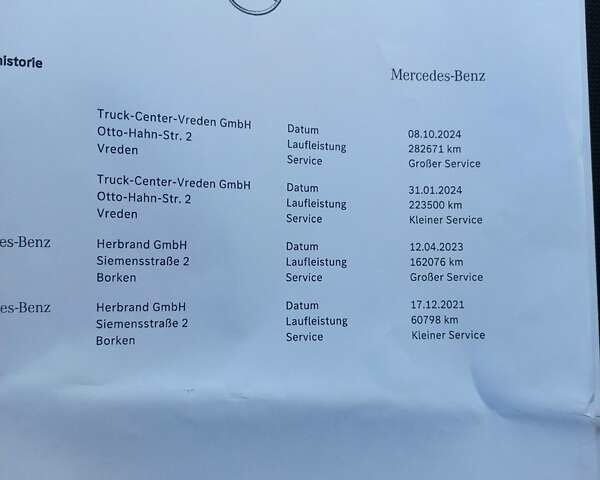 historie
Mercedes-Benz
Truck-Center-Vreden GmbH
Otto-Hahn-Str. 2
Vreden
Datum 08.10.2024
Laufleistung 282671 km
Service Großer Service
Truck-Center-Vreden GmbH
Otto-Hahn-Str. 2
Vreden
Datum 31.01.2024
Laufleistung 223500 km
Service Kleiner Service
es-Benz
Herbrand GmbH
Siemensstraße 2
Borken
Datum 12.04.2023
Laufleistung 162076 km
Service Großer Service
es-Benz
Herbrand GmbH
Siemensstraße 2
Borken
Datum 17.12.2021
Laufleistung 60798 km
Service Kleiner Service